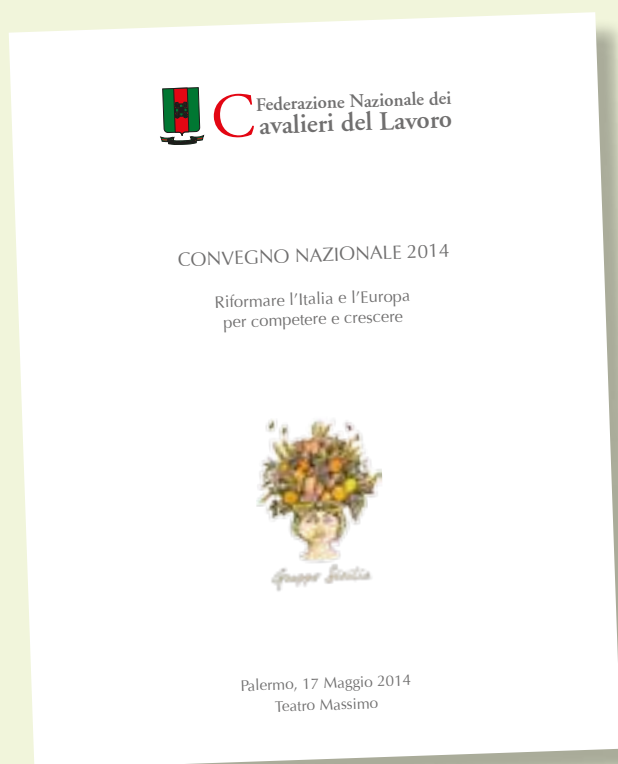 Federazione Nazionale dei
Cavalieri del Lavoro
CONVEGNO NAZIONALE 2014
Riformare l'Italia e l'Europa
per competere e crescere
Gruppo Sicilia
Palermo, 17 Maggio 2014
Teatro Massimo